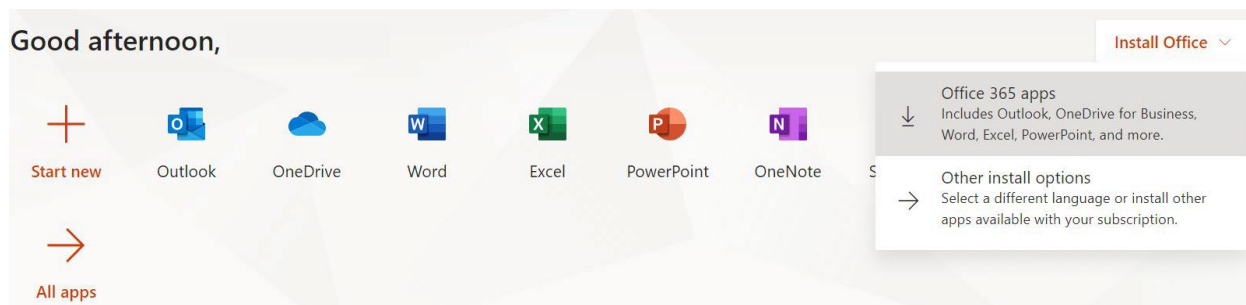 Good afternoon,
Install Office
Office 365 apps
Includes Outlook, OneDrive for Business,
Word, Excel, PowerPoint, and more.
Start new
Outlook
OneDrive
Word
Excel
PowerPoint
OneNote
S
Other install options
Select a different language or install other
apps available with your subscription.
All apps